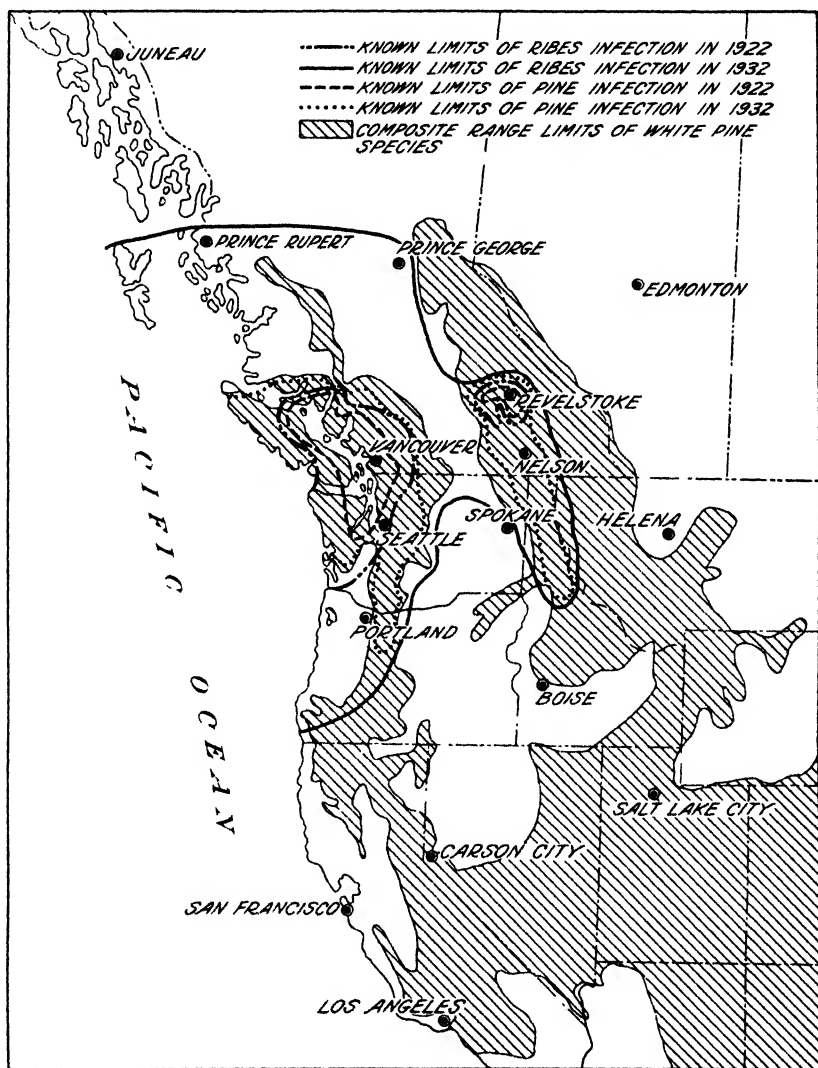 JUNEAU
KNOWN LIMITS OF RIBES INFECTION IN 1922
KNOWN LIMITS OF RIBES INFECTION IN 1932
KNOWN LIMITS OF PINE INFECTION IN 1922
KNOWN LIMITS OF PINE INFECTION IN 1932
COMPOSITE RANGE LIMITS OF WHITE PINE
SPECIES
PRINCE RUPERT
PRINCE GEORGE
EDMONTON
REVELSTOKE
VANCOUVER
NELSON
SEATTLE
SPOKANE
HELENA
PORTLAND
BOISE
PACIFIC
OCEAN
SALT LAKE CITY
CARSON CITY
SAN FRANCISCO
LOS ANGELES